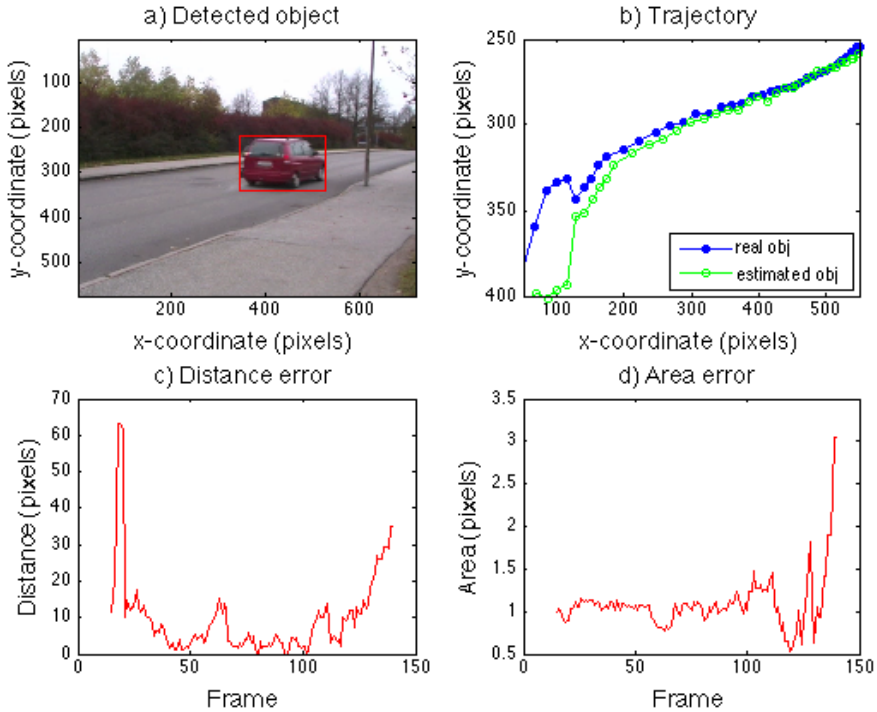 a) Detected object
y-coordinate (pixels)
100
200
300
400
500
200
400
600
x-coordinate (pixels)
b) Trajectory
y-coordinate (pixels)
250
300
350
400
real obj
estimated obj
100
200
300
400
500
x-coordinate (pixels)
c) Distance error
Distance (pixels)
70
60
50
40
30
20
10
0
0
50
100
150
Frame
d) Area error
Area (pixels)
3.5
3
2.5
2
1.5
1
0.5
0
50
100
150
Frame